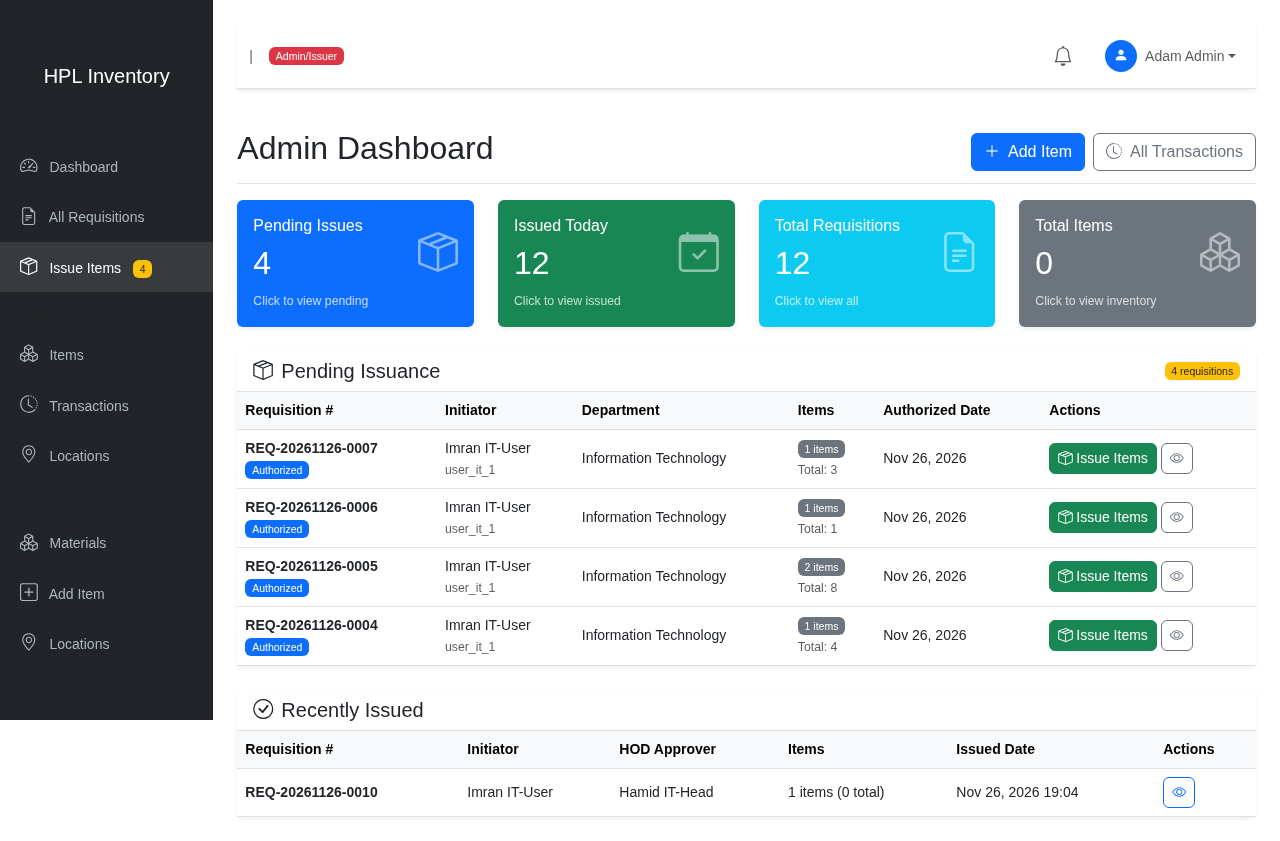 HPL Inventory
Dashboard
All Requisitions
Issue Items 4
Items
Transactions
Locations
Materials
Add Item
Locations
| Admin/Issuer
Adam Admin
Admin Dashboard
Add Item
All Transactions
Pending Issues
4
Click to view pending
Issued Today
12
Click to view issued
Total Requisitions
12
Click to view all
Total Items
0
Click to view inventory
Pending Issuance
4 requisitions
Requisition # Initiator Department Items Authorized Date Actions
REQ-20261126-0007 Imran IT-User Information Technology 1 items Nov 26, 2026 Issue Items
Authorized user_it_1 Total: 3
REQ-20261126-0006 Imran IT-User Information Technology 1 items Nov 26, 2026 Issue Items
Authorized user_it_1 Total: 1
REQ-20261126-0005 Imran IT-User Information Technology 2 items Nov 26, 2026 Issue Items
Authorized user_it_1 Total: 8
REQ-20261126-0004 Imran IT-User Information Technology 1 items Nov 26, 2026 Issue Items
Authorized user_it_1 Total: 4
Recently Issued
Requisition # Initiator HOD Approver Items Issued Date Actions
REQ-20261126-0010 Imran IT-User Hamid IT-Head 1 items (0 total) Nov 26, 2026 19:04